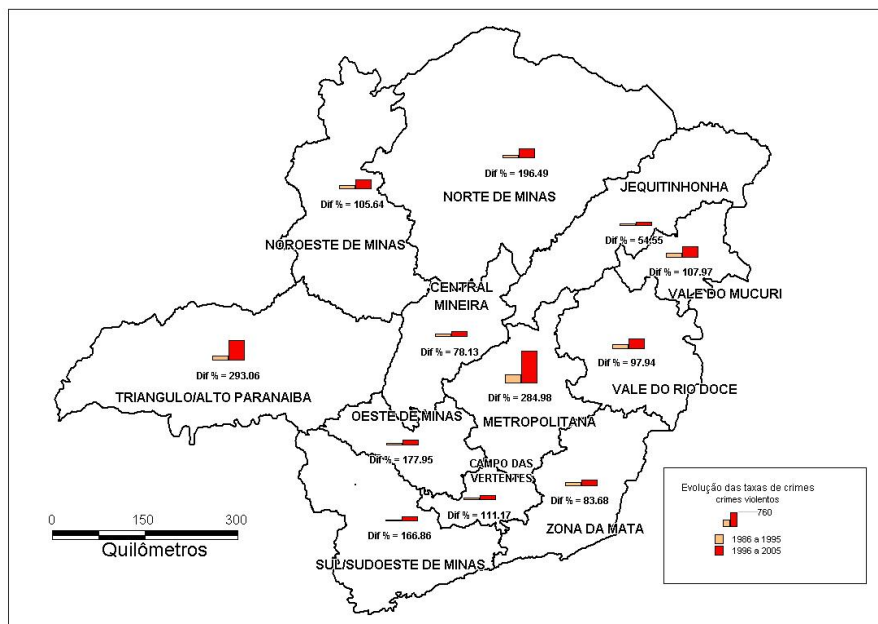 Dif % = 196.49
NORTE DE MINAS
JEQUITINHONHA
Dif % = 105.64
NOROESTE DE MINAS
Dif % = 54.55
Dif % = 107.97
VALE DO MUCURI
CENTRAL
MINEIRA
Dif % = 78.13
Dif % = 97.94
VALE DO RIO DOCE
Dif % = 293.06
TRIANGULO/ALTO PARANAIBA
Dif % = 284.98
METROPOLITANA
OESTE DE MINAS
Dif % = 177.95
CAMPO DAS
VERTENTES
Dif % = 111.17
Dif % = 83.68
ZONA DA MATA
Dif % = 166.86
SUL/SUDOESTE DE MINAS
0 150 300
Quilômetros
Evolução das taxas de crimes
crimes violentos
760
1986 a 1995
1996 a 2005